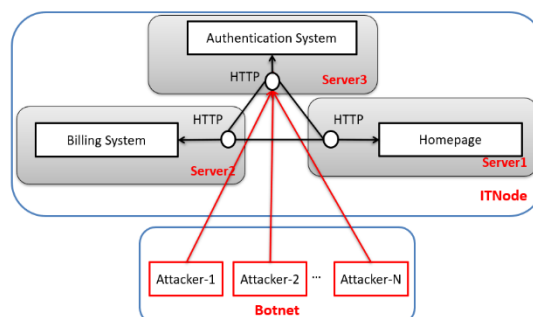 Authentication System
HTTP
Server3
HTTP
HTTP
Billing System
Homepage
Server2
Server1
ITNode
Attacker-1
Attacker-2
...
Attacker-N
Botnet